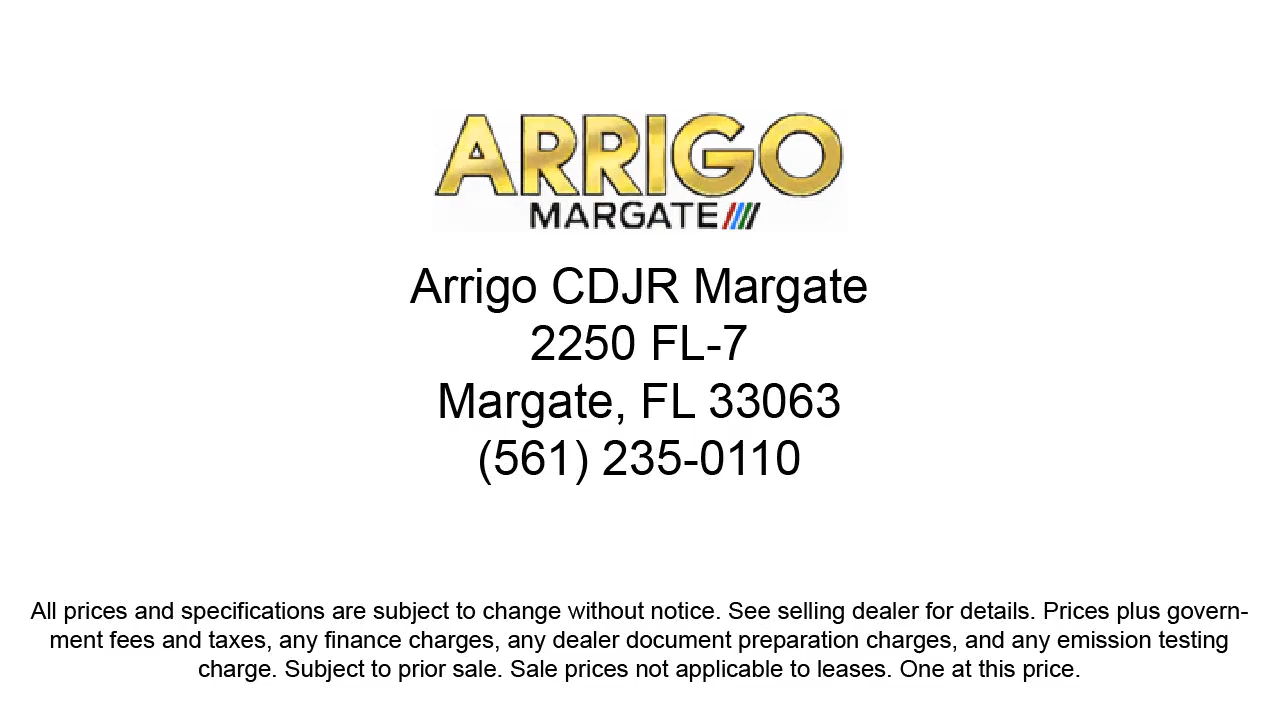 ARRIGO
MARGATE
Arrigo CDJR Margate
2250 FL-7
Margate, FL 33063
(561) 235-0110
All prices and specifications are subject to change without notice. See selling dealer for details. Prices plus govern-
ment fees and taxes, any finance charges, any dealer document preparation charges, and any emission testing
charge. Subject to prior sale. Sale prices not applicable to leases. One at this price.